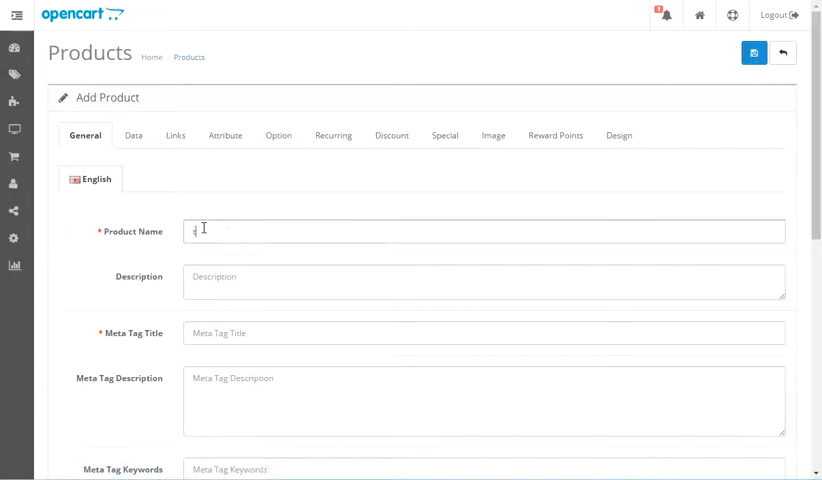 opencart
1
Logout
Products
Home
Products
Add Product
General
Data
Links
Attribute
Option
Recurring
Discount
Special
Image
Reward Points
Design
English
* Product Name
Description
Description
* Meta Tag Title
Meta Tag Title
Meta Tag Description
Meta Tag Description
Meta Tag Keywords
Meta Tag Keywords